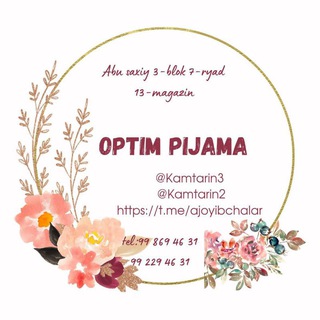 Abu saxiy 3-blok 7-ryad
13-magazin
OPTIM PIJAMA
@Kamtarin3
@Kamtarin2
https://t.me/ajoyibchalar
tel:99 869 46 31
99 229 46 31